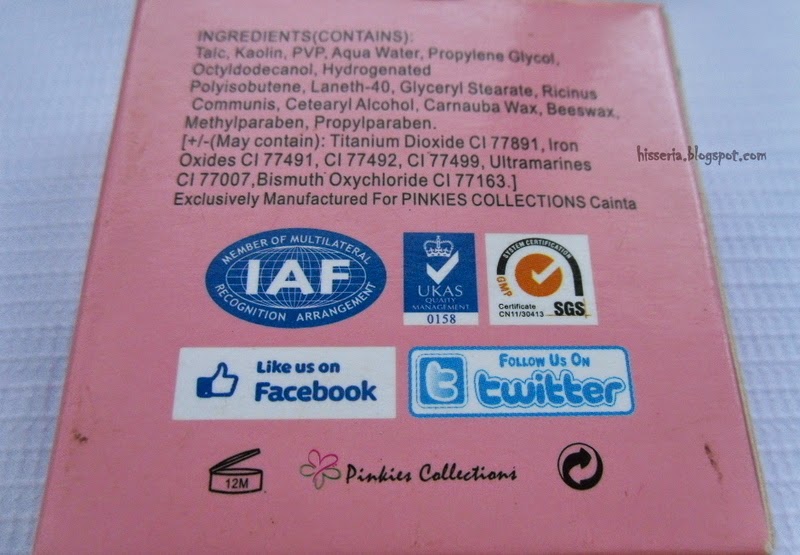 INGREDIENTS(CONTAINS):
Talc, Kaolin, PVP, Aqua Water, Propylene Glycol,
Octyldodecanol, Hydrogenated
Polyisobutene, Laneth-40, Glyceryl Stearate, Ricinus
Communis, Cetearyl Alcohol, Carnauba Wax, Beeswax,
Methylparaben, Propylparaben.
[+/-(May contain): Titanium Dioxide CI 77891, Iron
Oxides CI 77491, CI 77492, CI 77499, Ultramarines
CI 77007,Bismuth Oxychloride CI 77163.]
Exclusively Manufactured For PINKIES COLLECTIONS Cainta
hisseria.blogspot.com
MEMBER OF MULTILATERAL
IAF
RECOGNITION ARRANGEMENT
UKAS
QUALITY
MANAGEMENT
0158
SYSTEM CERTIFICATION
GMP
Certificate
CN11/30413
SGS
Like us on
Facebook
t
FOLLOW US ON
twitter
12M
Pinkies Collections